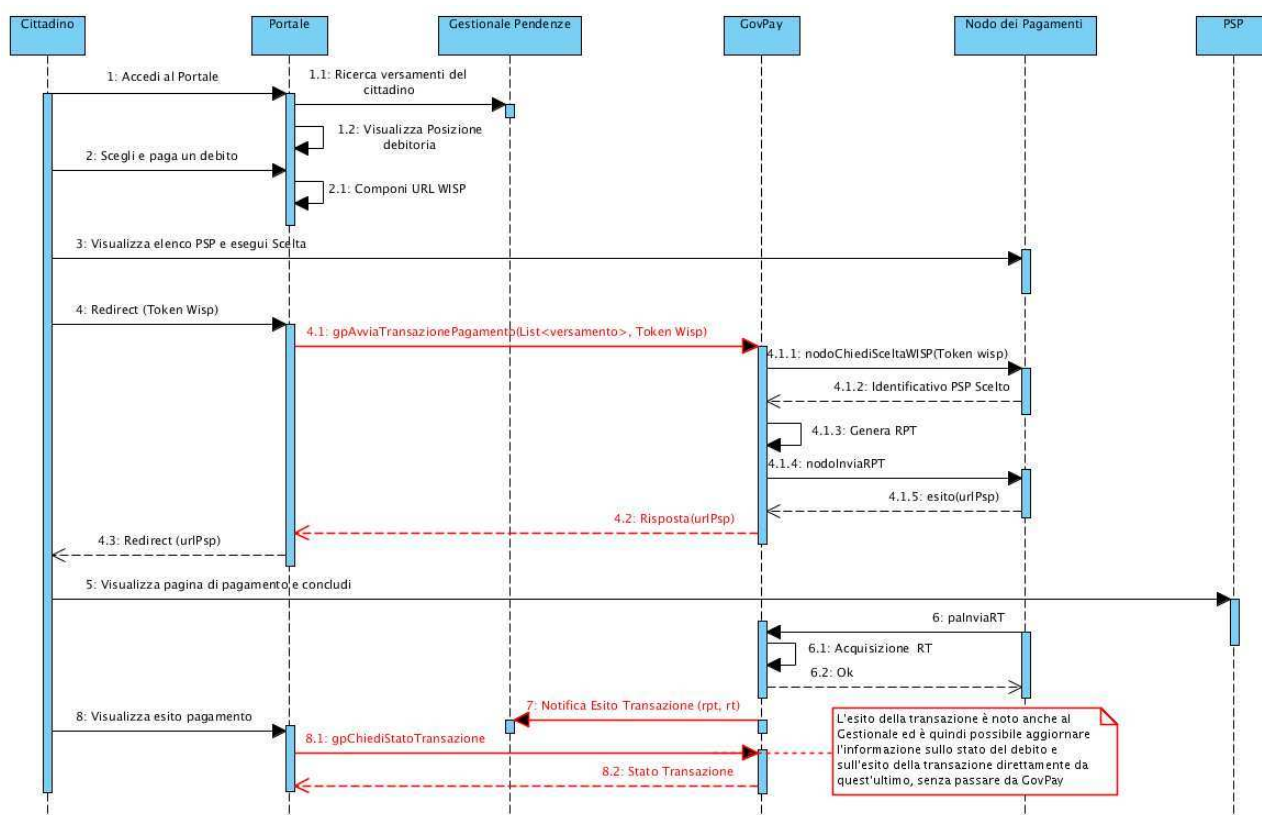 Cittadino
Portale
Gestionale Pendenze
GovPay
Nodo dei Pagamenti
PSP
1: Accedi al Portale
1.1: Ricerca versamenti del
cittadino
1.2: Visualizza Posizione
debitoria
2: Scegli e paga un debito
2.1: Componi URL WISP
3: Visualizza elenco PSP e esegui Scelta
4: Redirect (Token Wisp)
4.1: gpAvviaTransazionePagamento(List<versamento>, Token Wisp)
4.1.1: nodoChiediSceltaWISP(Token wisp)
4.1.2: Identificativo PSP Scelto
4.1.3: Genera RPT
4.1.4: nodoInviaRPT
4.1.5: esito(urlPsp)
4.2: Risposta(urlPsp)
4.3: Redirect (urlPsp)
5: Visualizza pagina di pagamento e concludi
6: paInviaRT
6.1: Acquisizione RT
6.2: Ok
7: Notifica Esito Transazione (rpt, rt)
8: Visualizza esito pagamento
8.1: gpChiediStatoTransazione
8.2: Stato Transazione
L'esito della transazione è noto anche al
Gestionale ed è quindi possibile aggiornare
l'informazione sullo stato del debito e
sull'esito della transazione direttamente da
quest'ultimo, senza passare da GovPay